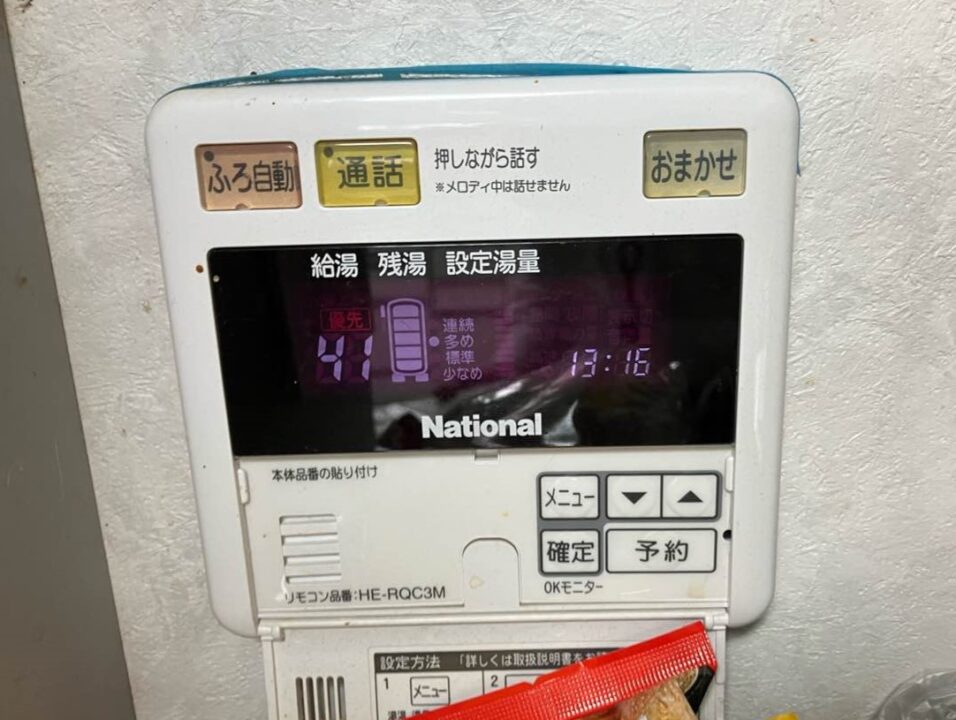 ふろ自動
通話
押しながら話す
※メロディ中は話せません
おまかせ
給湯 残湯 設定湯量
優先
連続
多め
標準
少なめ
41
13:16
National
本体品番の貼り付け
メニュー
▼
▲
確定
予約
OKモニター
リモコン品番:HE-RQC3M
設定方法 「詳しくは取扱説明書をお
1 メニュー
2